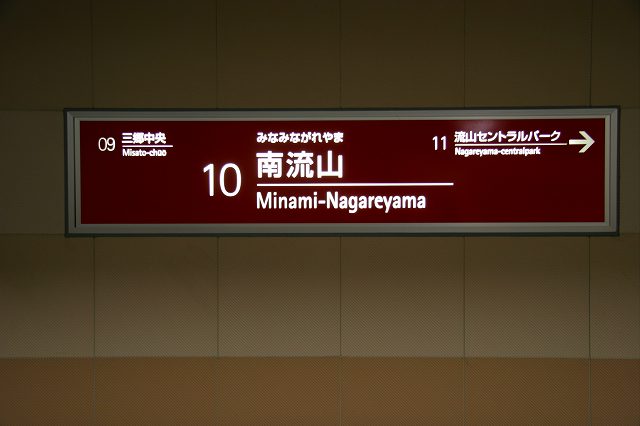 09 三郷中央
Misato-chūō
みなみながれやま
10 南流山
Minami-Nagareyama
11 流山セントラルパーク
Nagareyama-centralpark